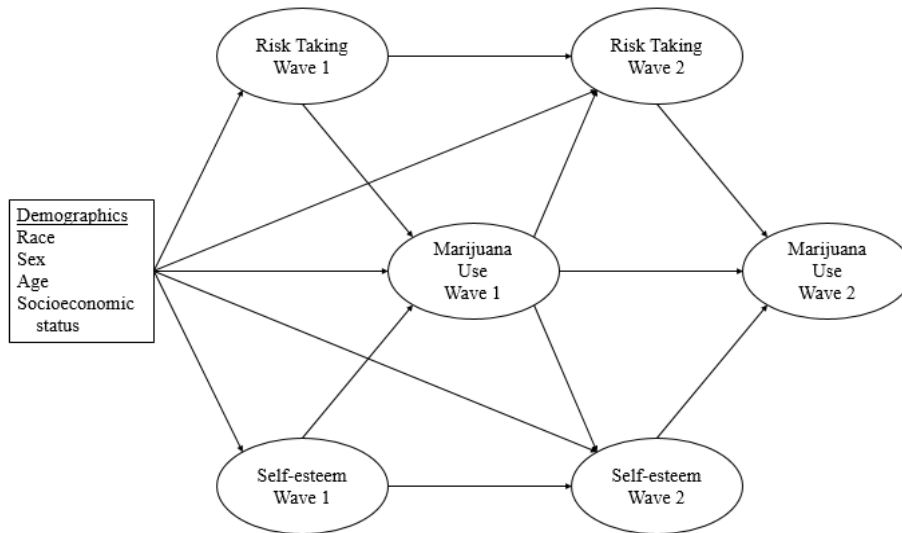 Risk Taking
Wave 1
Risk Taking
Wave 2
Demographics
Race
Sex
Age
Socioeconomic
status
Marijuana
Use
Wave 1
Marijuana
Use
Wave 2
Self-esteem
Wave 1
Self-esteem
Wave 2